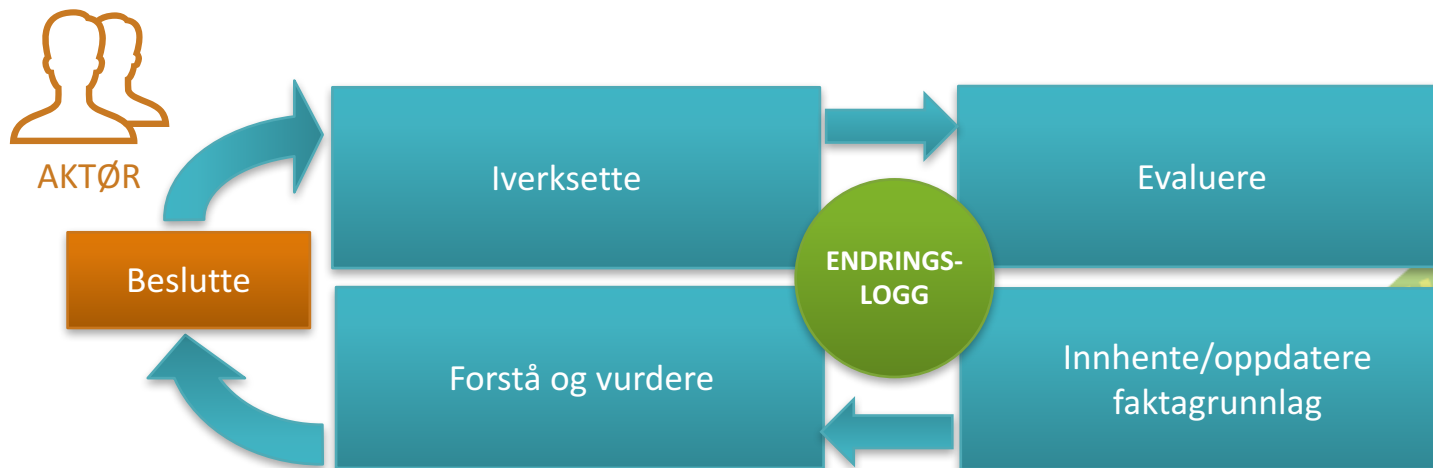 AKTØR
Iverksette
Evaluere
Beslutte
ENDRINGS-
LOGG
Forstå og vurdere
Innhente/oppdatere
faktagrunnlag